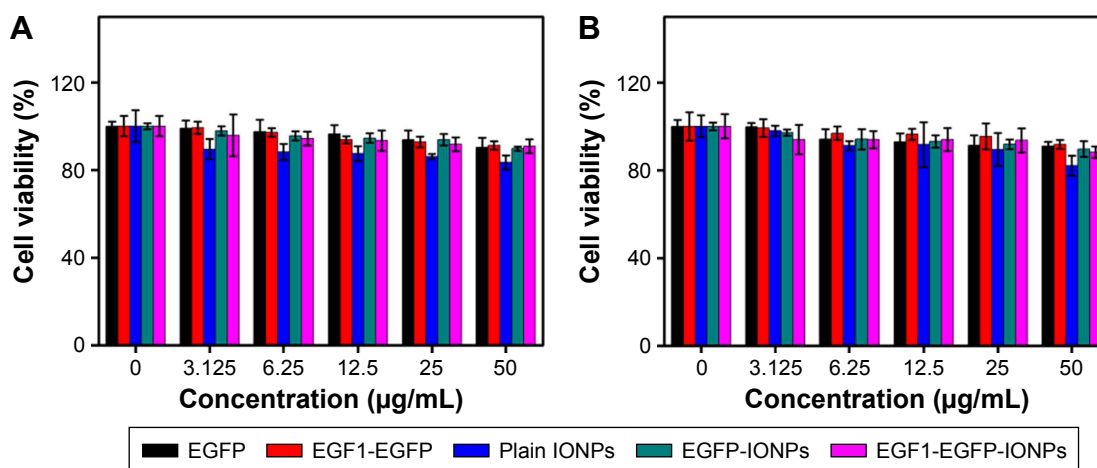 A
Cell viability (%)
120
80
40
0
0 3.125 6.25 12.5 25 50
Concentration (µg/mL)
B
Cell viability (%)
120
80
40
0
0 3.125 6.25 12.5 25 50
Concentration (µg/mL)
EGFP EGF1-EGFP Plain IONPs EGFP-IONPs EGF1-EGFP-IONPs